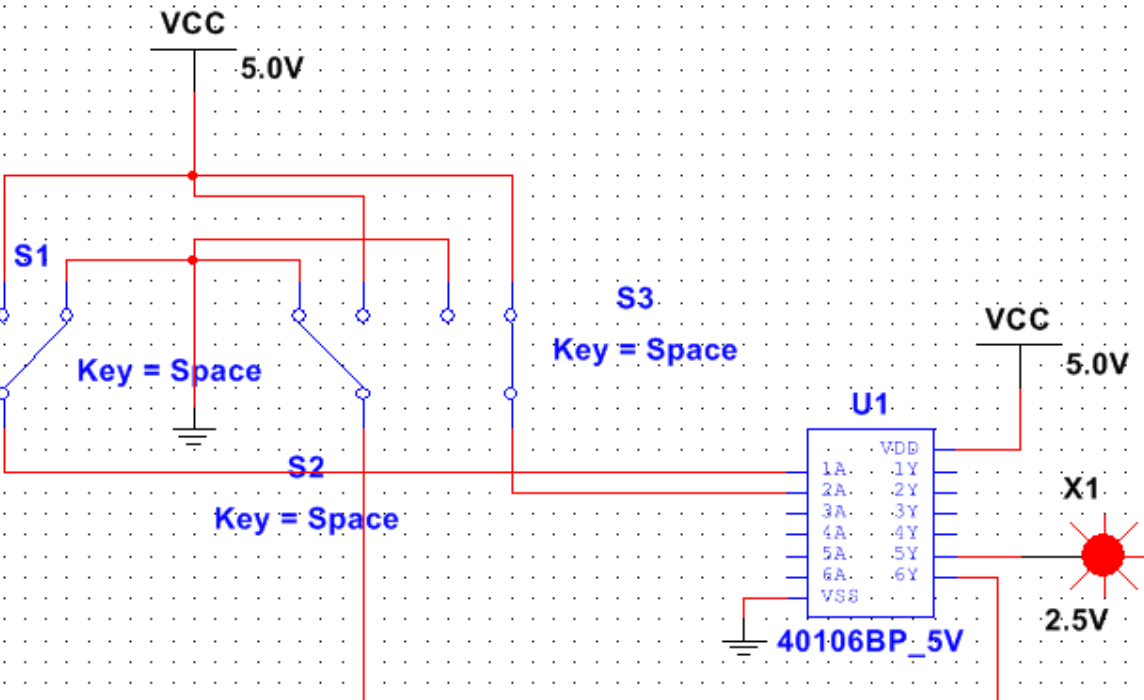 VCC
5.0V
S1
S3
Key = Space
Key = Space
VCC
5.0V
U1
S2
Key = Space
VDD
1A 1Y
2A 2Y
3A 3Y
4A 4Y
5A 5Y
6A 6Y
VSS
X1
2.5V
40106BP_5V